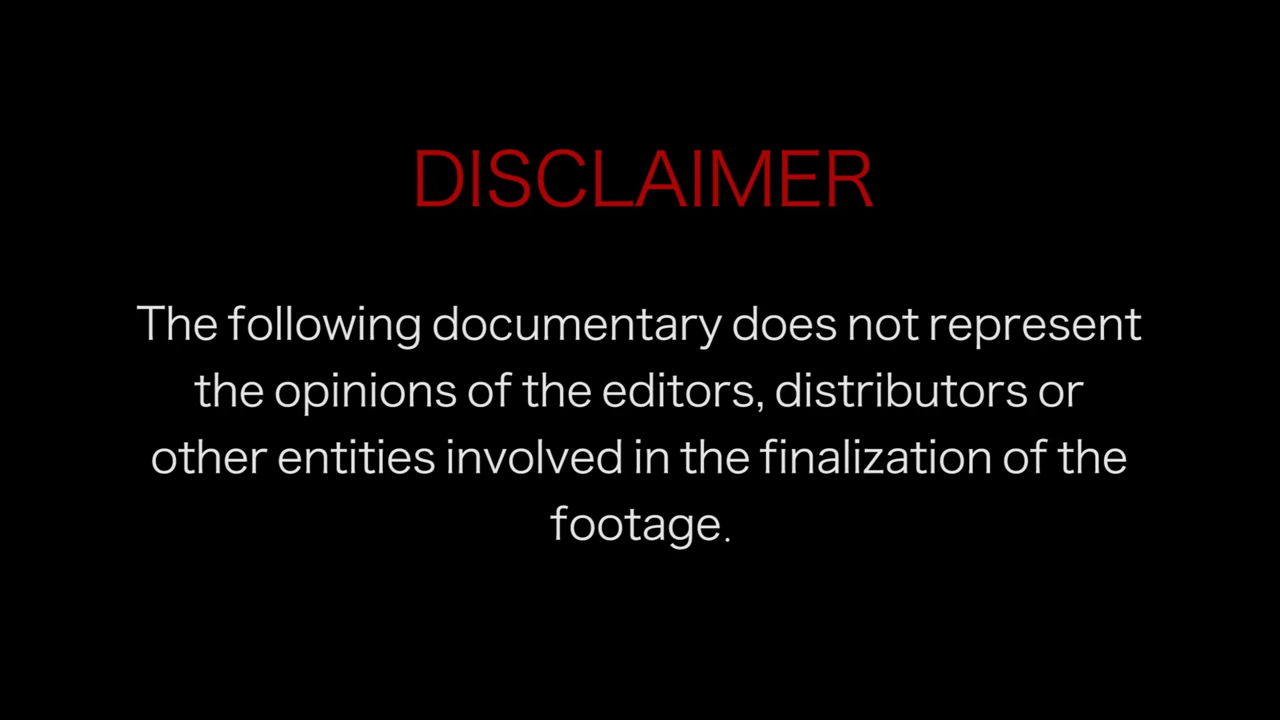 DISCLAIMER
The following documentary does not represent
the opinions of the editors, distributors or
other entities involved in the finalization of the
footage.